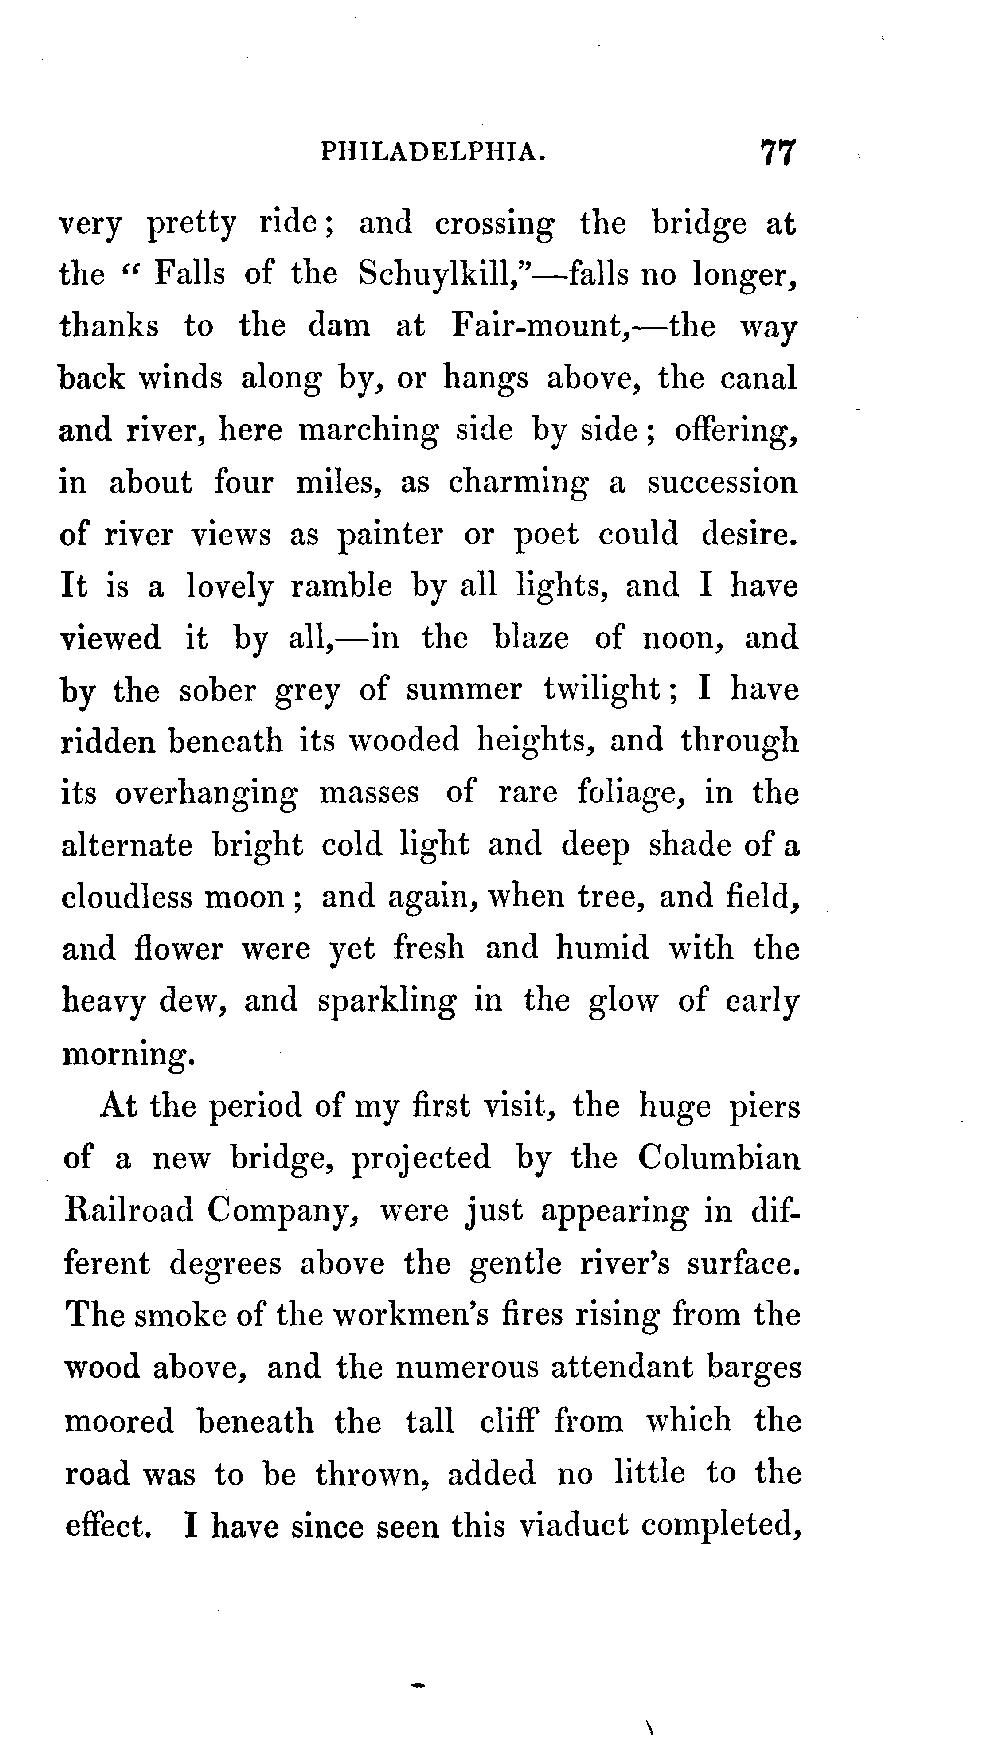 PHILADELPHIA. 77
very pretty ride; and crossing the bridge at
the “ Falls of the Schuylkill,”—falls no longer,
thanks to the dam at Fair-mount,—the way
back winds along by, or hangs above, the canal
and river, here marching side by side; offering,
in about four miles, as charming a succession
of river views as painter or poet could desire.
It is a lovely ramble by all lights, and I have
viewed it by all,—in the blaze of noon, and
by the sober grey of summer twilight; I have
ridden beneath its wooded heights, and through
its overhanging masses of rare foliage, in the
alternate bright cold light and deep shade of a
cloudless moon; and again, when tree, and field,
and flower were yet fresh and humid with the
heavy dew, and sparkling in the glow of early
morning.
At the period of my first visit, the huge piers
of a new bridge, projected by the Columbian
Railroad Company, were just appearing in dif-
ferent degrees above the gentle river's surface.
The smoke of the workmen's fires rising from the
wood above, and the numerous attendant barges
moored beneath the tall cliff from which the
road was to be thrown, added no little to the
effect. I have since seen this viaduct completed,